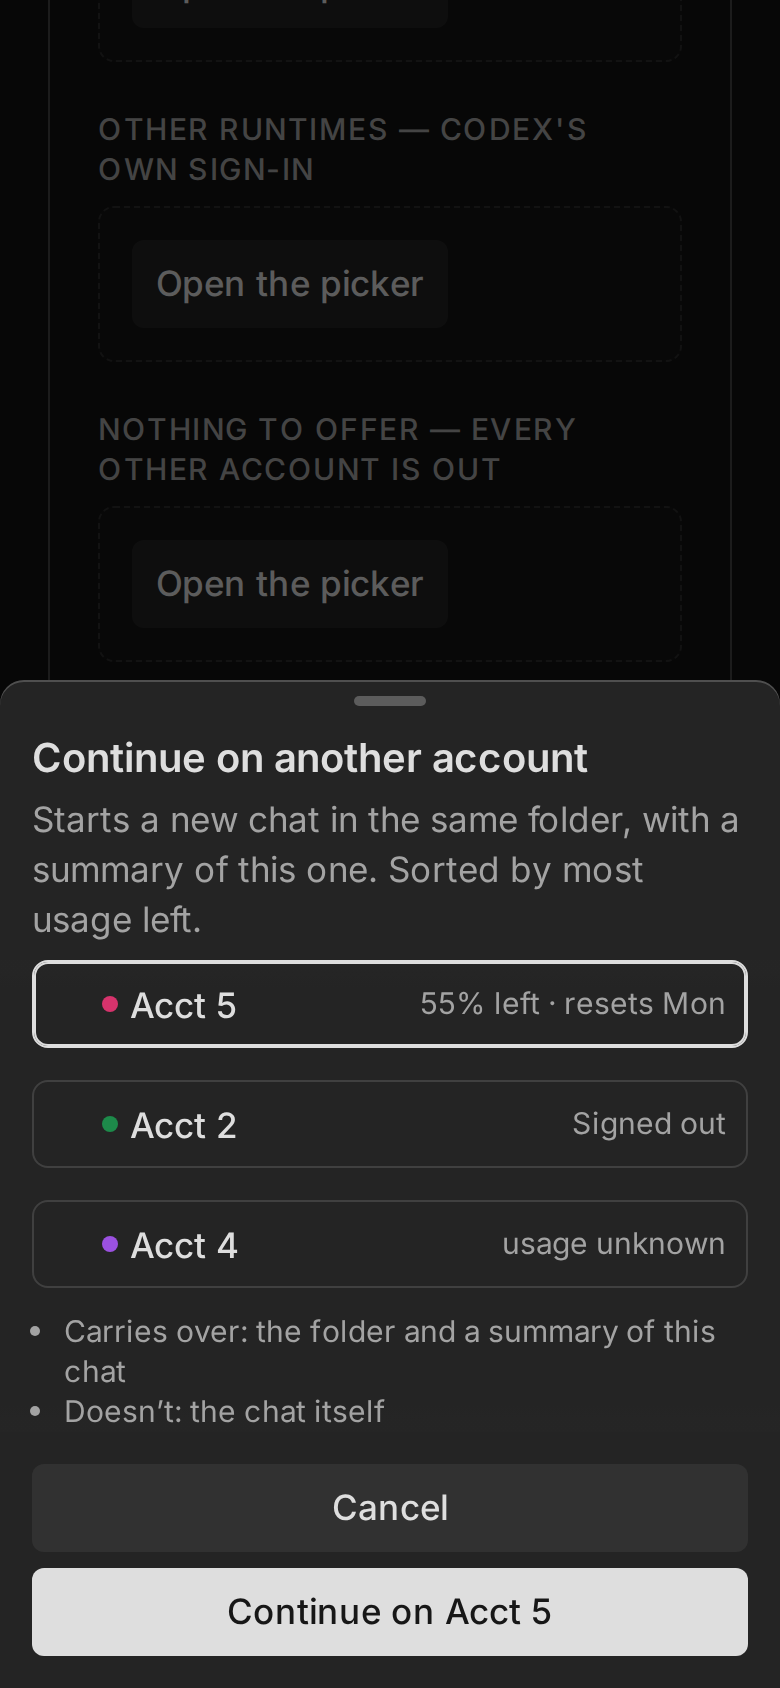 OTHER RUNTIMES — CODEX'S
OWN SIGN-IN
Open the picker
NOTHING TO OFFER — EVERY
OTHER ACCOUNT IS OUT
Open the picker
Continue on another account
Starts a new chat in the same folder, with a
summary of this one. Sorted by most
usage left.
Acct 5 55% left · resets Mon
Acct 2 Signed out
Acct 4 usage unknown
• Carries over: the folder and a summary of this
chat
• Doesn’t: the chat itself
Cancel
Continue on Acct 5